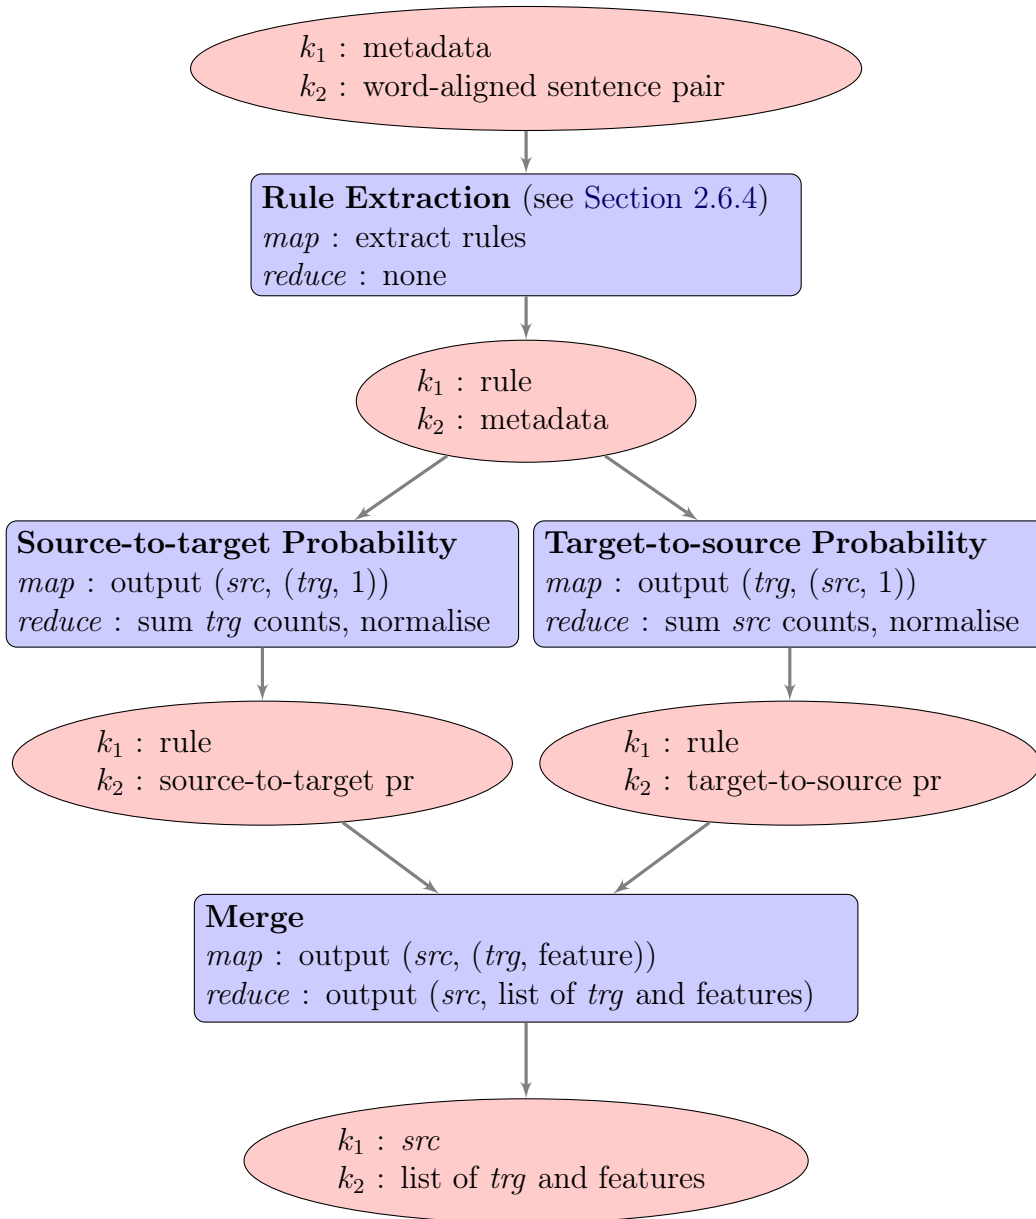 k₁ : metadata
k₂ : word-aligned sentence pair
Rule Extraction (see Section 2.6.4)
map : extract rules
reduce : none
k₁ : rule
k₂ : metadata
Source-to-target Probability
map : output (src, (trg, 1))
reduce : sum trg counts, normalise
Target-to-source Probability
map : output (trg, (src, 1))
reduce : sum src counts, normalise
k₁ : rule
k₂ : source-to-target pr
k₁ : rule
k₂ : target-to-source pr
Merge
map : output (src, (trg, feature))
reduce : output (src, list of trg and features)
k₁ : src
k₂ : list of trg and features